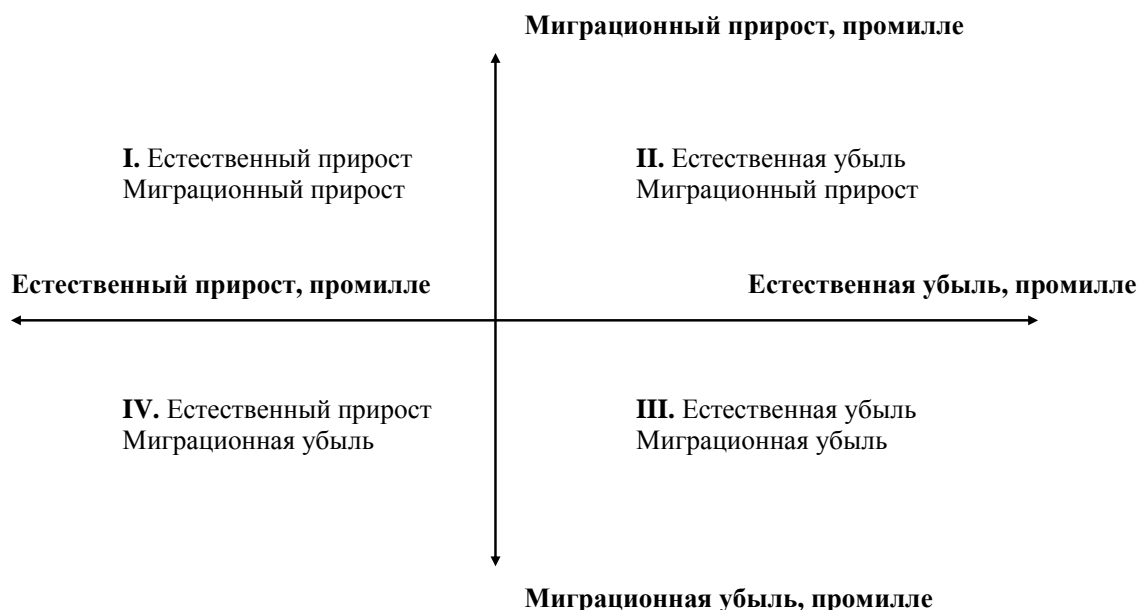 Миграционный прирост, промилле
I. Естественный прирост
Миграционный прирост
II. Естественная убыль
Миграционный прирост
Естественный прирост, промилле
Естественная убыль, промилле
IV. Естественный прирост
Миграционная убыль
III. Естественная убыль
Миграционная убыль
Миграционная убыль, промилле